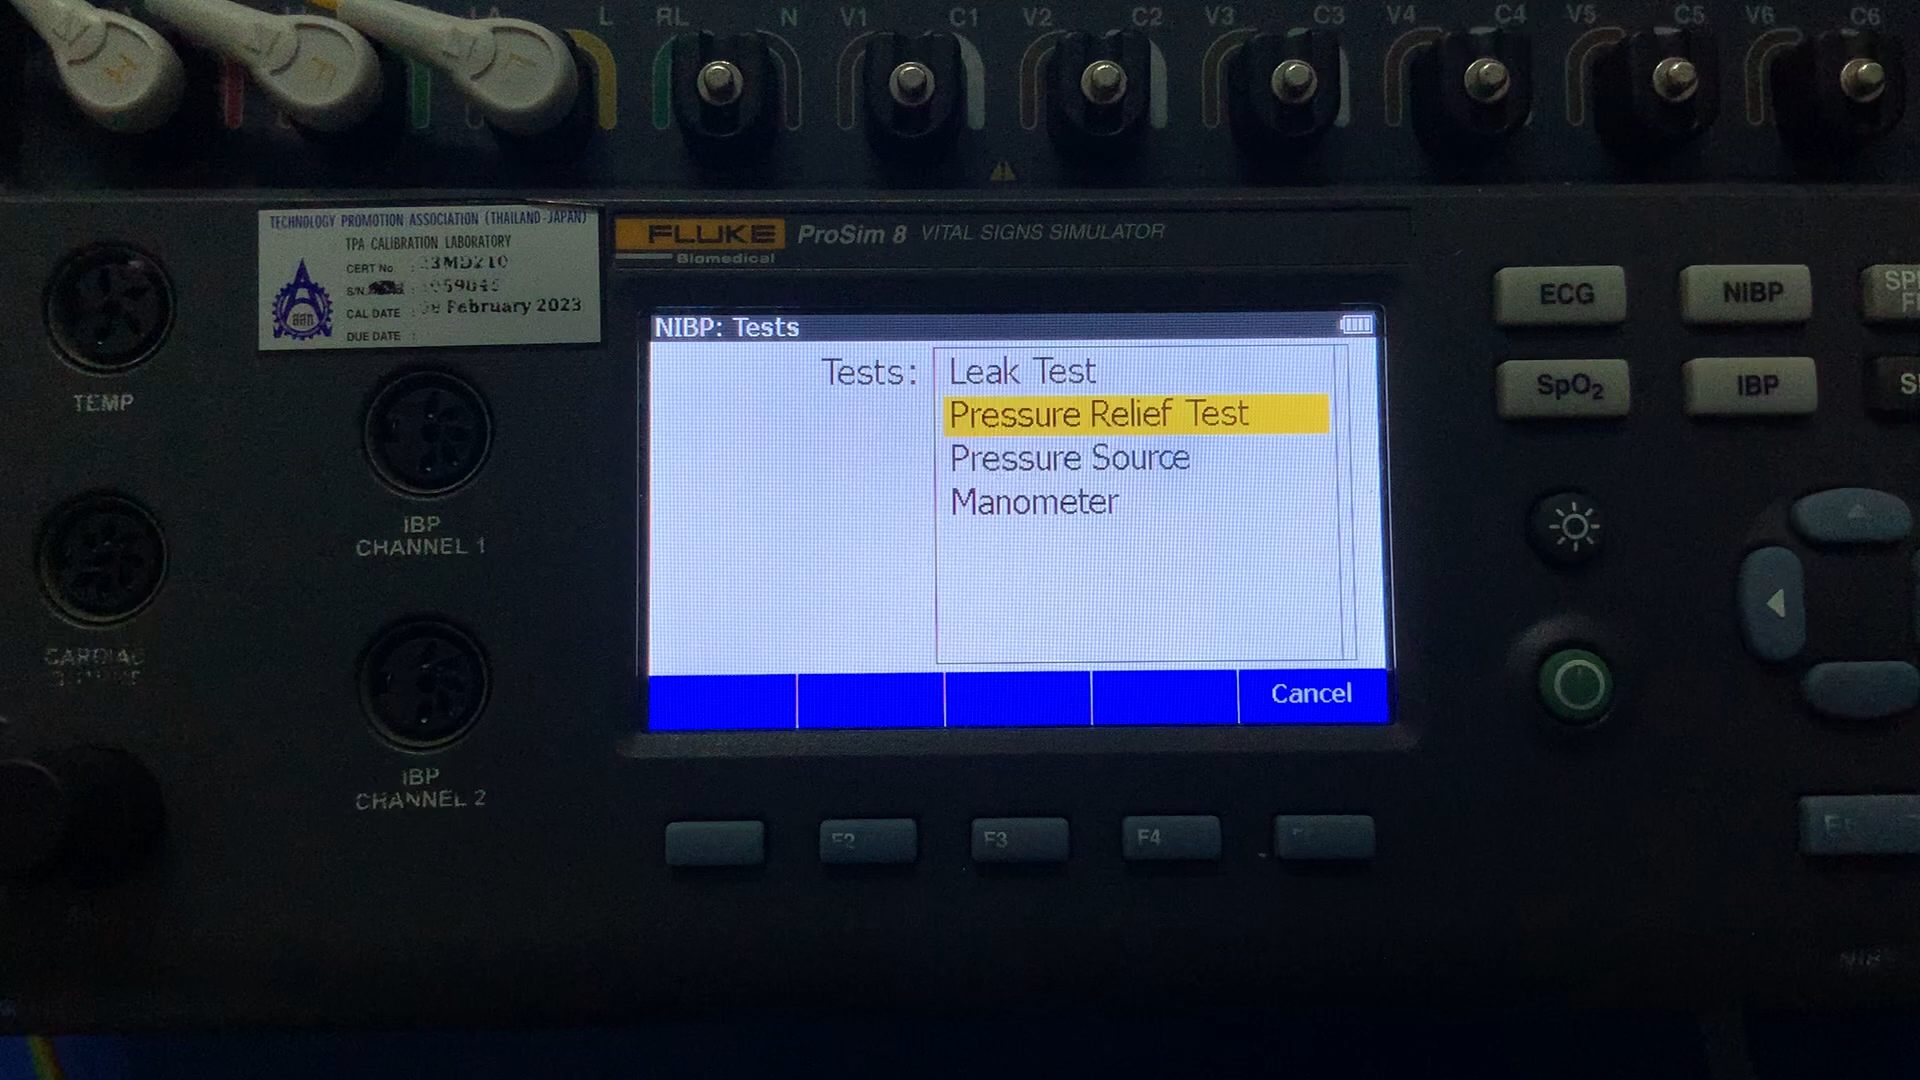 L RL N V1 C1 V2 C2 V3 C3 V4 C4 V5 C5 V6 C6
TECHNOLOGY PROMOTION ASSOCIATION (THAILAND-JAPAN)
TPA CALIBRATION LABORATORY
CERT No. :
S/N :
CAL DATE : February 2023
DUE DATE :
FLUKE
Biomedical
ProSim 8 VITAL SIGNS SIMULATOR
NIBP: Tests
Tests: Leak Test
Pressure Relief Test
Pressure Source
Manometer
Cancel
ECG NIBP
SpO2 IBP
TEMP
IBP
CHANNEL 1
CARDIAC
IBP
CHANNEL 2
F2 F3 F4